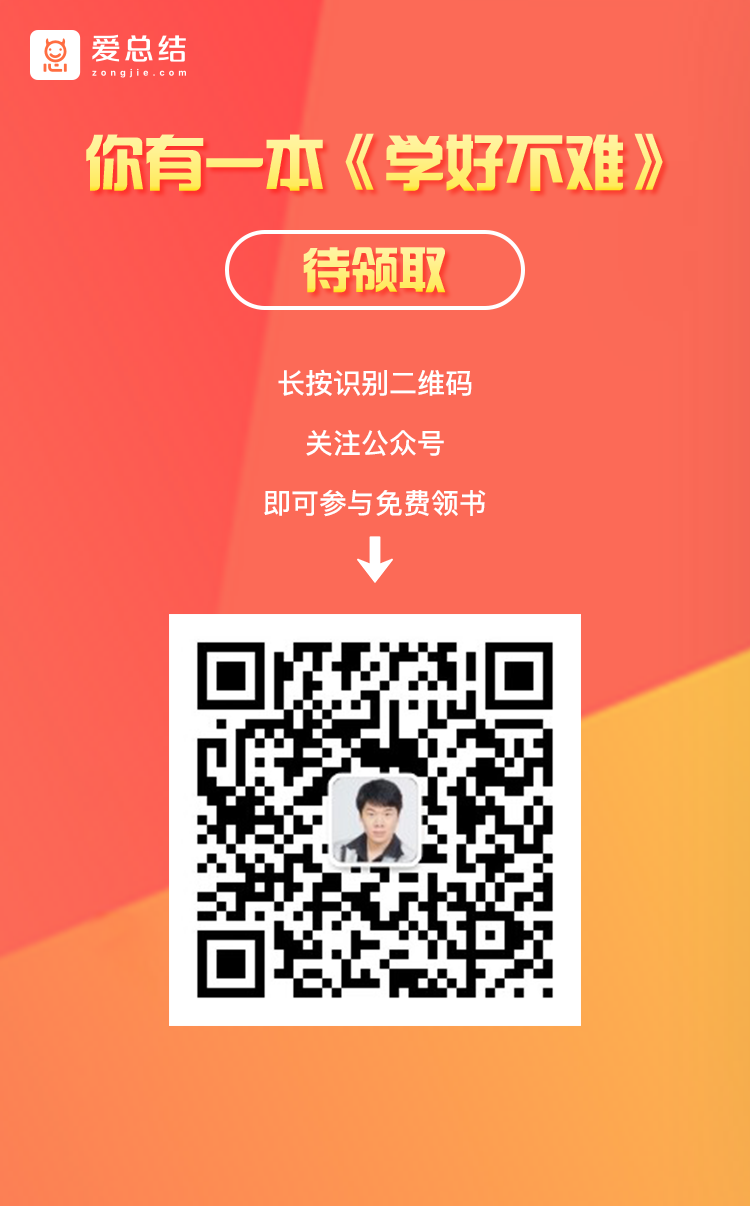 爱总结
zongjie.com
你有一本《学好不难》
待领取
长按识别二维码
关注公众号
即可参与免费领书